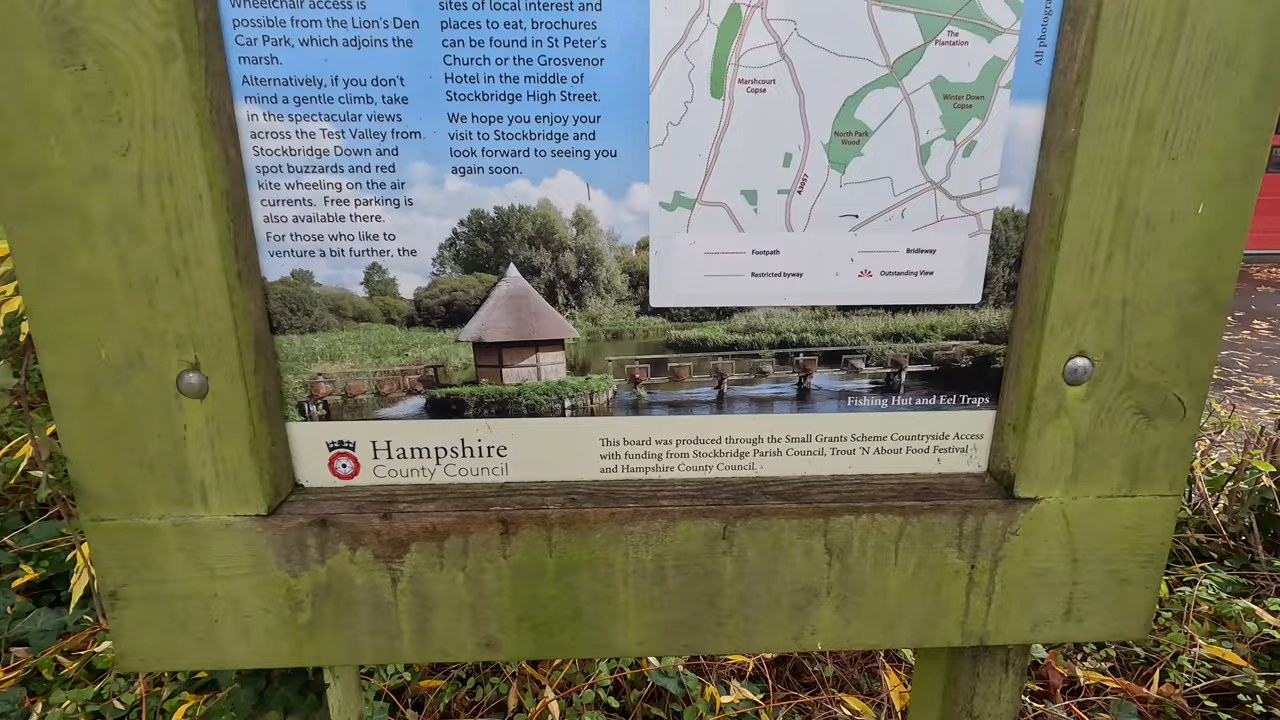 Wheelchair access is
possible from the Lion's Den
Car Park, which adjoins the
marsh.
Alternatively, if you don't
mind a gentle climb, take
in the spectacular views
across the Test Valley from
Stockbridge Down and
spot buzzards and red
kite wheeling on the air
currents. Free parking is
also available there.
For those who like to
venture a bit further, the
sites of local interest and
places to eat, brochures
can be found in St Peter's
Church or the Grosvenor
Hotel in the middle of
Stockbridge High Street.
We hope you enjoy your
visit to Stockbridge and
look forward to seeing you
again soon.
The
Plantation
Marshcourt
Copse
Winter Down
Copse
North Park
Wood
A3057
Footpath
Bridleway
Restricted byway
Outstanding View
All photogra
Fishing Hut and Eel Traps
Hampshire
County Council
This board was produced through the Small Grants Scheme Countryside Access
with funding from Stockbridge Parish Council, Trout 'N About Food Festival
and Hampshire County Council.